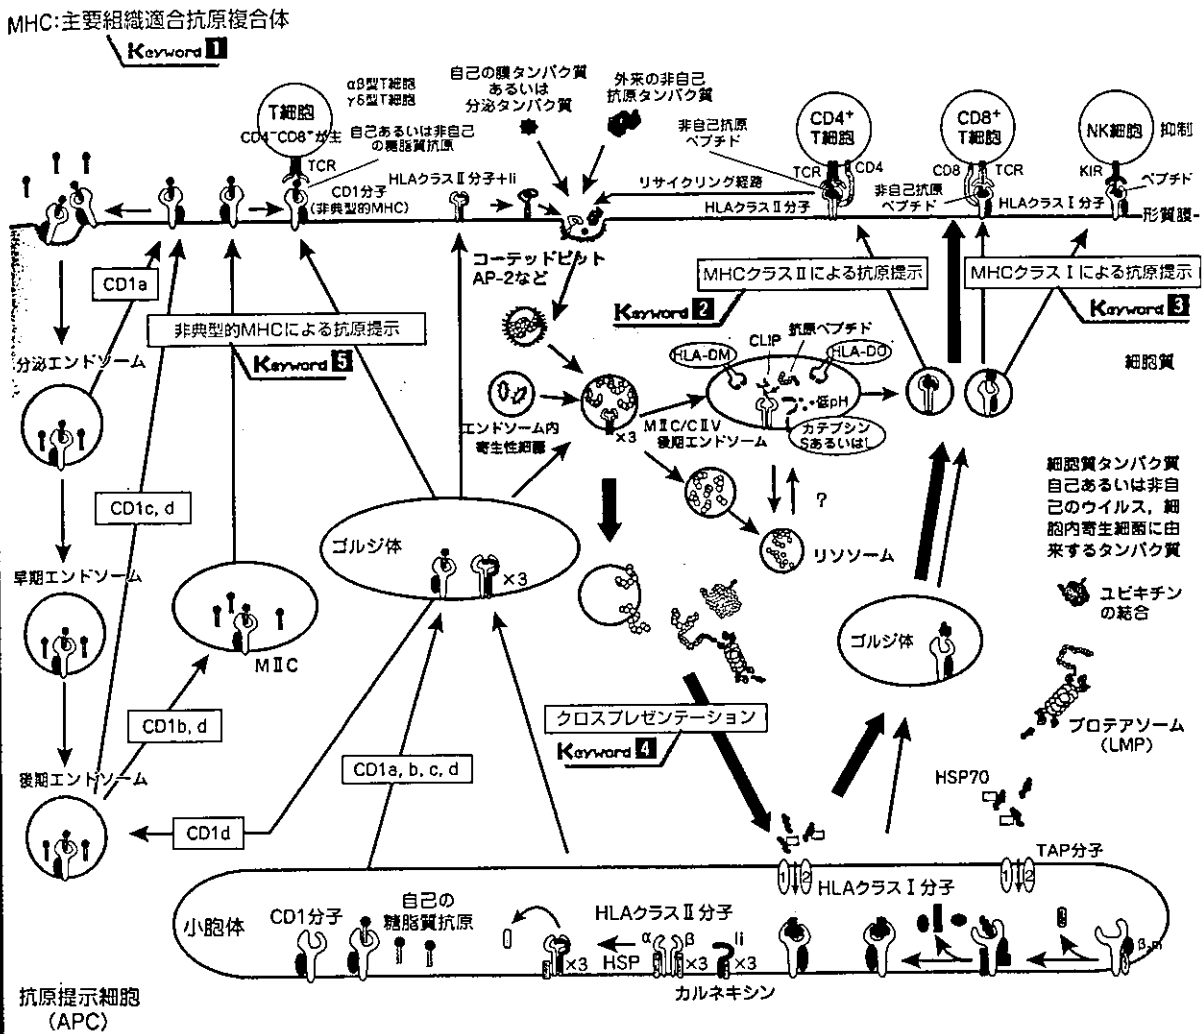 MHC:主要組織適合抗原複合体
Keyword 1
T細胞
CD4⁻CD8⁺が主
αβ型T細胞
γδ型T細胞
自己あるいは非自己
の糖脂質抗原
TCR
CD1分子
(非典型的MHC)
自己の膜タンパク質
あるいは
分泌タンパク質
外来の非自己
抗原タンパク質
HLAクラスⅡ分子+Ii
非自己抗原
ペプチド
リサイクリング経路
HLAクラスⅡ分子
CD4⁺
T細胞
TCR
CD4
CD8⁺
T細胞
CD8
TCR
非自己抗原
ペプチド
HLAクラスⅠ分子
NK細胞
抑制
KIR
ペプチド
形質膜
コーテッドピット
AP-2など
MHCクラスⅡによる抗原提示
Keyword 2
MHCクラスⅠによる抗原提示
Keyword 3
CD1a
非典型的MHCによる抗原提示
Keyword 5
分泌エンドソーム
CD1c, d
早期エンドソーム
MⅡC
CD1b, d
後期エンドソーム
CD1d
CD1a, b, c, d
エンドソーム内
寄生性細菌
×3
MⅡC/CⅡV
後期エンドソーム
HLA-DM
CLIP
抗原ペプチド
HLA-DO
低pH
カテプシン
SあるいはL
?
リソソーム
細胞質
細胞質タンパク質
自己あるいは非自
己のウイルス，細
胞内寄生細菌に由
来するタンパク質
ユビキチン
の結合
プロテアソーム
(LMP)
HSP70
TAP分子
ゴルジ体
×3
ゴルジ体
クロスプレゼンテーション
Keyword 4
小胞体
CD1分子
自己の
糖脂質抗原
HLAクラスⅡ分子
α
β
Ii
×3
HSP
×3
×3
カルネキシン
1
2
HLAクラスⅠ分子
1
2
β₂m
抗原提示細胞
(APC)